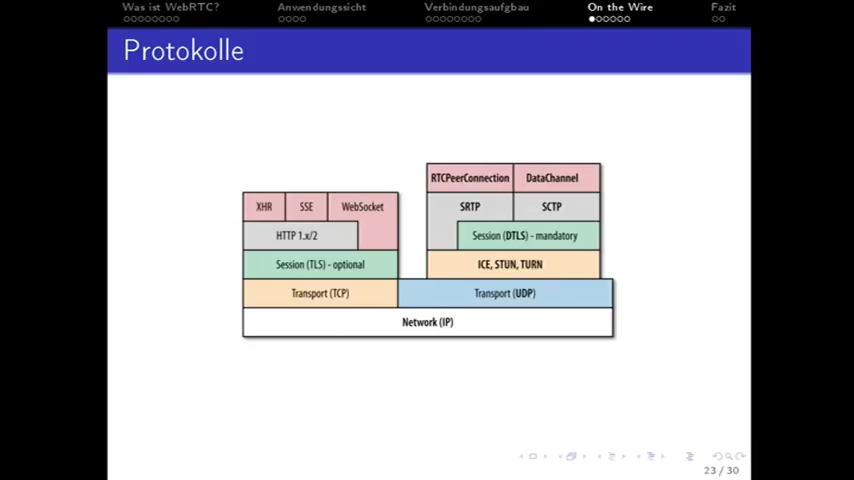 Was ist WebRTC? Anwendungssicht Verbindungsaufbau On the Wire Fazit
Protokolle
RTCPeerConnection DataChannel
XHR SSE WebSocket SRTP SCTP
HTTP 1.x/2 Session (DTLS) - mandatory
Session (TLS) - optional ICE, STUN, TURN
Transport (TCP) Transport (UDP)
Network (IP)
23 / 30